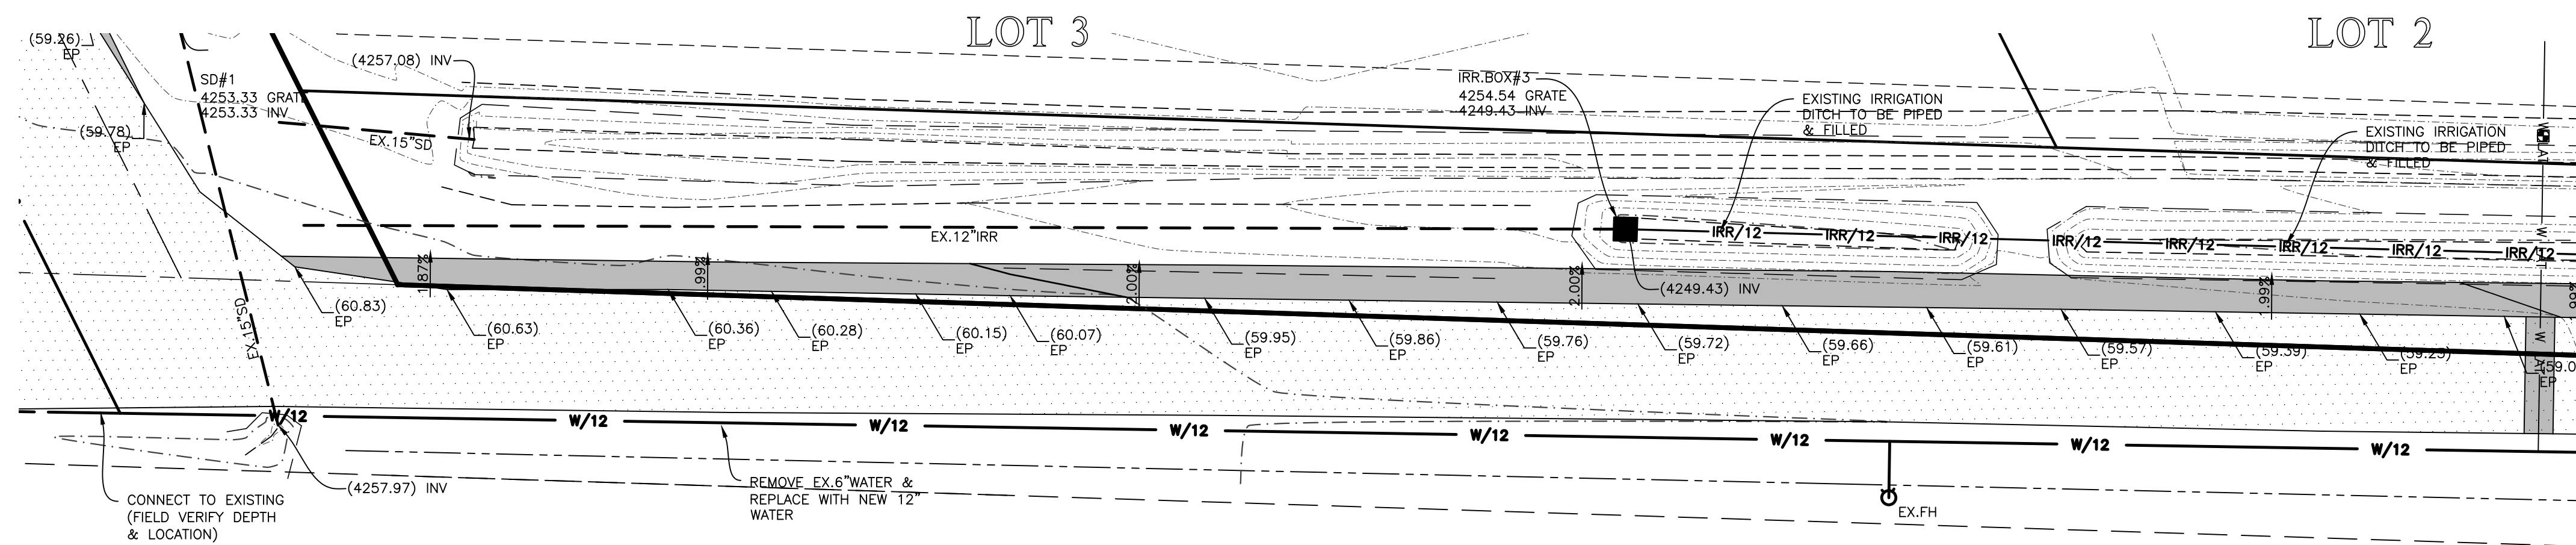 LOT 3
LOT 2
(59.26)
EP
(4257.08) INV
SD#1
4253.33 GRATE
4253.33 INV
(59.78)
EP
EX.15"SD
IRR.BOX#3
4254.54 GRATE
4249.43 INV
EXISTING IRRIGATION
DITCH TO BE PIPED
& FILLED
EXISTING IRRIGATION
DITCH TO BE PIPED
& FILLED
W LAT
EX.12"IRR
IRR/12
IRR/12
IRR/12
IRR/12
IRR/12
IRR/12
IRR/12
IRR/12
1.87%
1.99%
2.00%
2.00%
1.99%
(4249.43) INV
EX.15"SD
(60.83)
EP
(60.63)
EP
(60.36)
EP
(60.28)
EP
(60.15)
EP
(60.07)
EP
(59.95)
EP
(59.86)
EP
(59.76)
EP
(59.72)
EP
(59.66)
EP
(59.61)
EP
(59.57)
EP
(59.39)
EP
(59.25)
EP
EP
W LAT
W LAT
W/12
W/12
W/12
W/12
W/12
W/12
W/12
W/12
(4257.97) INV
CONNECT TO EXISTING
(FIELD VERIFY DEPTH
& LOCATION)
REMOVE EX.6"WATER &
REPLACE WITH NEW 12"
WATER
EX.FH